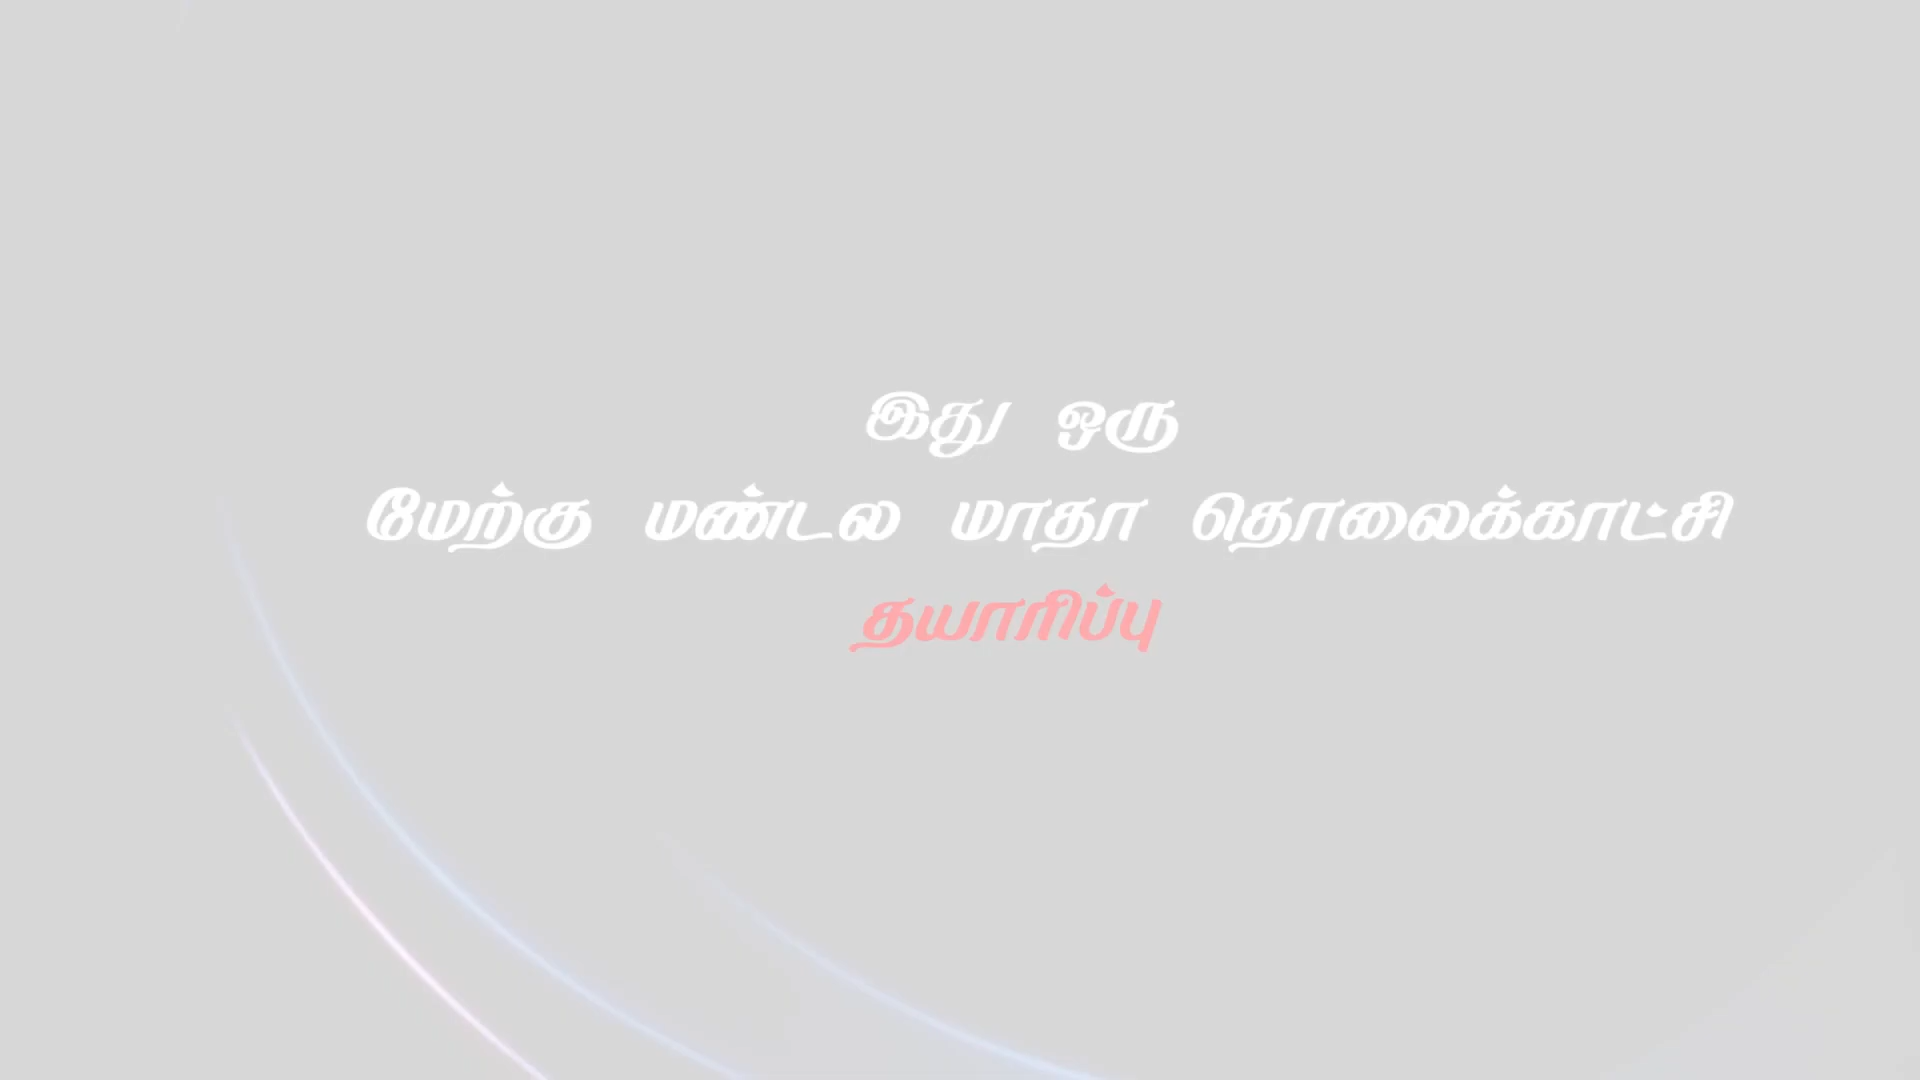 இது ஒரு
மேற்கு மண்டல மாதா தொலைக்காட்சி
தயாரிப்பு